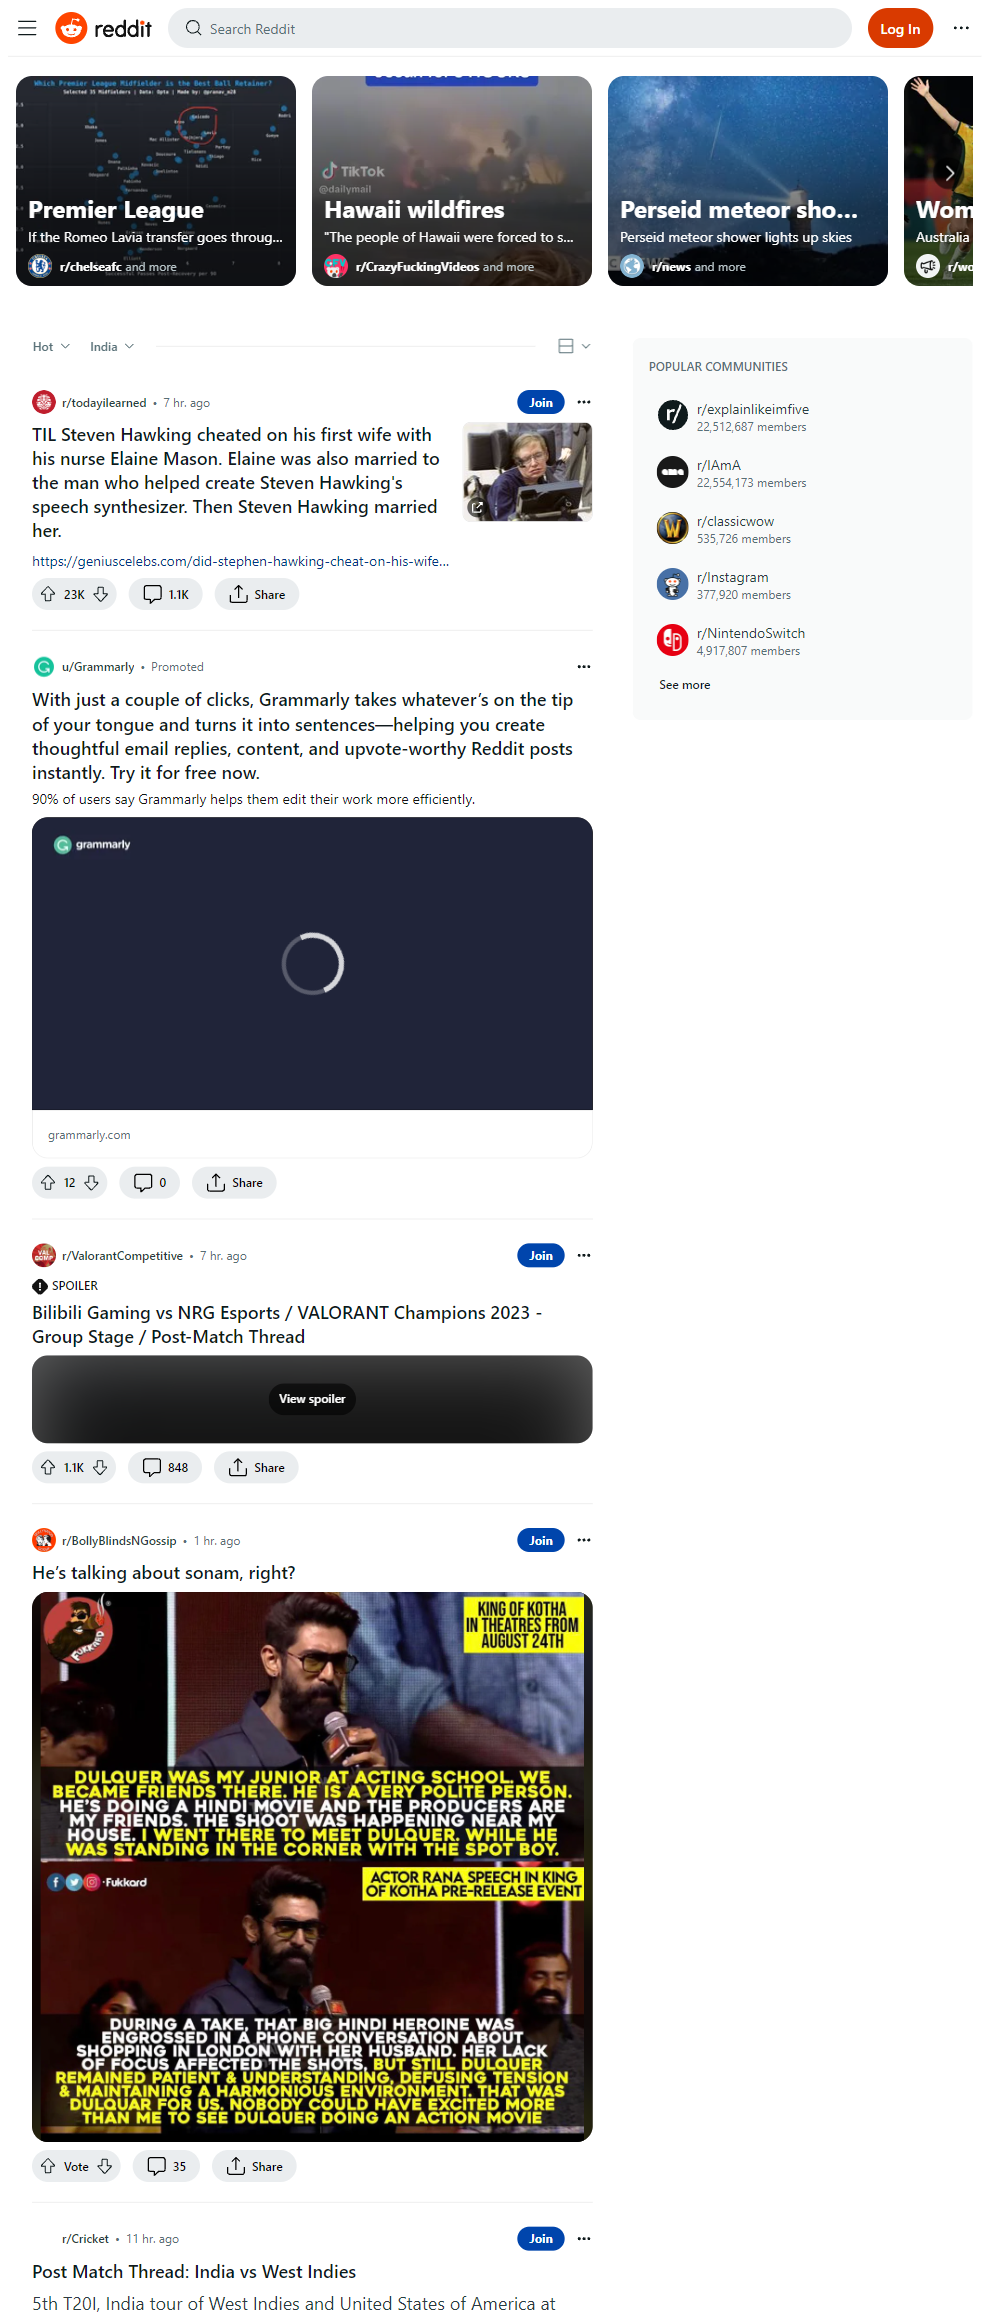 reddit
Search Reddit
Log In
Which Premier League Midfielder is the Best Ball Retainer?
Premier League
If the Romeo Lavia transfer goes throug...
r/chelseafc and more
TikTok
@dailymail
Hawaii wildfires
"The people of Hawaii were forced to s...
r/CrazyFuckingVideos and more
Perseid meteor sho...
Perseid meteor shower lights up skies
r/news and more
Wom
Australia
r/wo
Hot
India
r/todayilearned • 7 hr. ago
Join
TIL Steven Hawking cheated on his first wife with
his nurse Elaine Mason. Elaine was also married to
the man who helped create Steven Hawking's
speech synthesizer. Then Steven Hawking married
her.
https://geniuscelebs.com/did-stephen-hawking-cheat-on-his-wife...
23K
1.1K
Share
u/Grammarly • Promoted
With just a couple of clicks, Grammarly takes whatever’s on the tip
of your tongue and turns it into sentences—helping you create
thoughtful email replies, content, and upvote-worthy Reddit posts
instantly. Try it for free now.
90% of users say Grammarly helps them edit their work more efficiently.
grammarly
grammarly.com
12
0
Share
r/ValorantCompetitive • 7 hr. ago
Join
SPOILER
Bilibili Gaming vs NRG Esports / VALORANT Champions 2023 -
Group Stage / Post-Match Thread
View spoiler
1.1K
848
Share
r/BollyBlindsNGossip • 1 hr. ago
Join
He’s talking about sonam, right?
FUKKARD
KING OF KOTHA
IN THEATRES FROM
AUGUST 24TH
DULQUER WAS MY JUNIOR AT ACTING SCHOOL. WE
BECAME FRIENDS THERE. HE IS A VERY POLITE PERSON.
HE'S DOING A HINDI MOVIE AND THE PRODUCERS ARE
MY FRIENDS. THE SHOOT WAS HAPPENING NEAR MY
HOUSE. I WENT THERE TO MEET DULQUER. WHILE HE
WAS STANDING IN THE CORNER WITH THE SPOT BOY.
-Fukkard
ACTOR RANA SPEECH IN KING
OF KOTHA PRE-RELEASE EVENT
DURING A TAKE, THAT BIG HINDI HEROINE WAS
ENGROSSED IN A PHONE CONVERSATION ABOUT
SHOPPING IN LONDON WITH HER HUSBAND. HER LACK
OF FOCUS AFFECTED THE SHOTS, BUT STILL DULQUER
REMAINED PATIENT & UNDERSTANDING, DEFUSING TENSION
& MAINTAINING A HARMONIOUS ENVIRONMENT. THAT WAS
DULQUAR FOR US. NOBODY COULD HAVE EXCITED MORE
THAN ME TO SEE DULQUER DOING AN ACTION MOVIE
Vote
35
Share
r/Cricket • 11 hr. ago
Join
Post Match Thread: India vs West Indies
5th T20I, India tour of West Indies and United States of America at
POPULAR COMMUNITIES
r/explainlikeimfive
22,512,687 members
r/IAmA
22,554,173 members
r/classicwow
535,726 members
r/Instagram
377,920 members
r/NintendoSwitch
4,917,807 members
See more